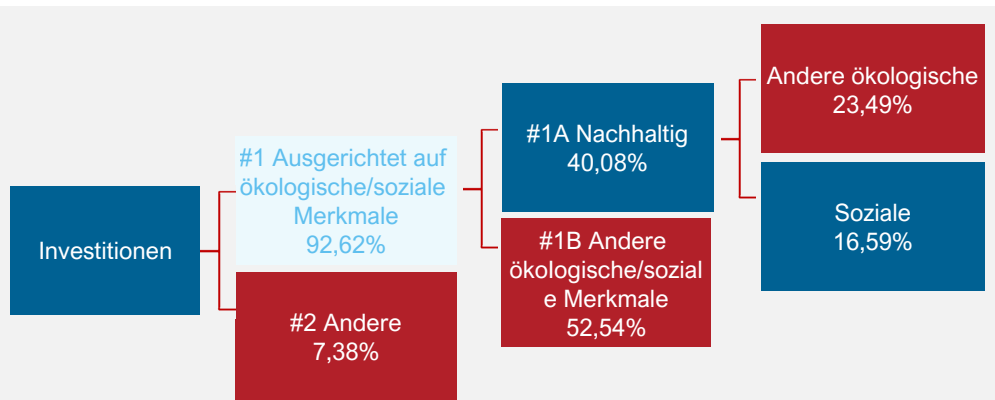 Investitionen
#1 Ausgerichtet auf
ökologische/soziale
Merkmale
92,62%
#2 Andere
7,38%
#1A Nachhaltig
40,08%
#1B Andere
ökologische/sozial
e Merkmale
52,54%
Andere ökologische
23,49%
Soziale
16,59%